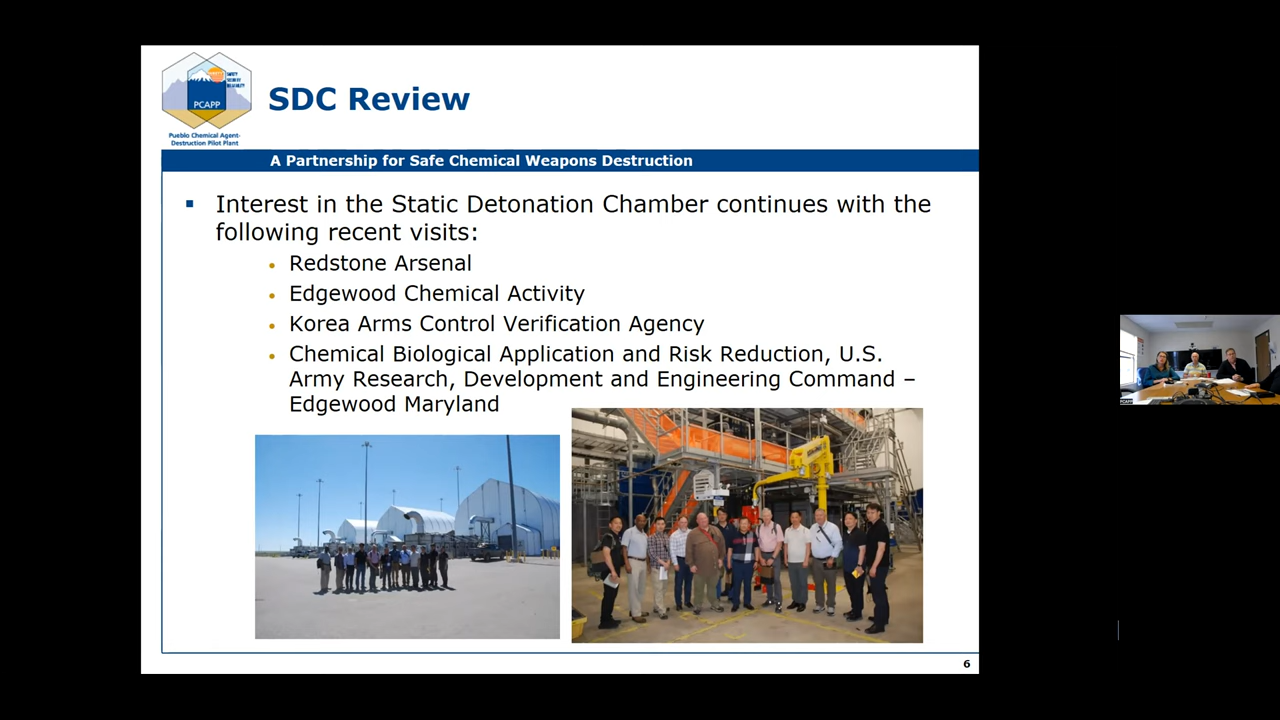 SAFETY
PCAPP
Pueblo Chemical Agent-
Destruction Pilot Plant
SDC Review
A Partnership for Safe Chemical Weapons Destruction
Interest in the Static Detonation Chamber continues with the
following recent visits:
Redstone Arsenal
Edgewood Chemical Activity
Korea Arms Control Verification Agency
Chemical Biological Application and Risk Reduction, U.S.
Army Research, Development and Engineering Command –
Edgewood Maryland
6
PCAPP